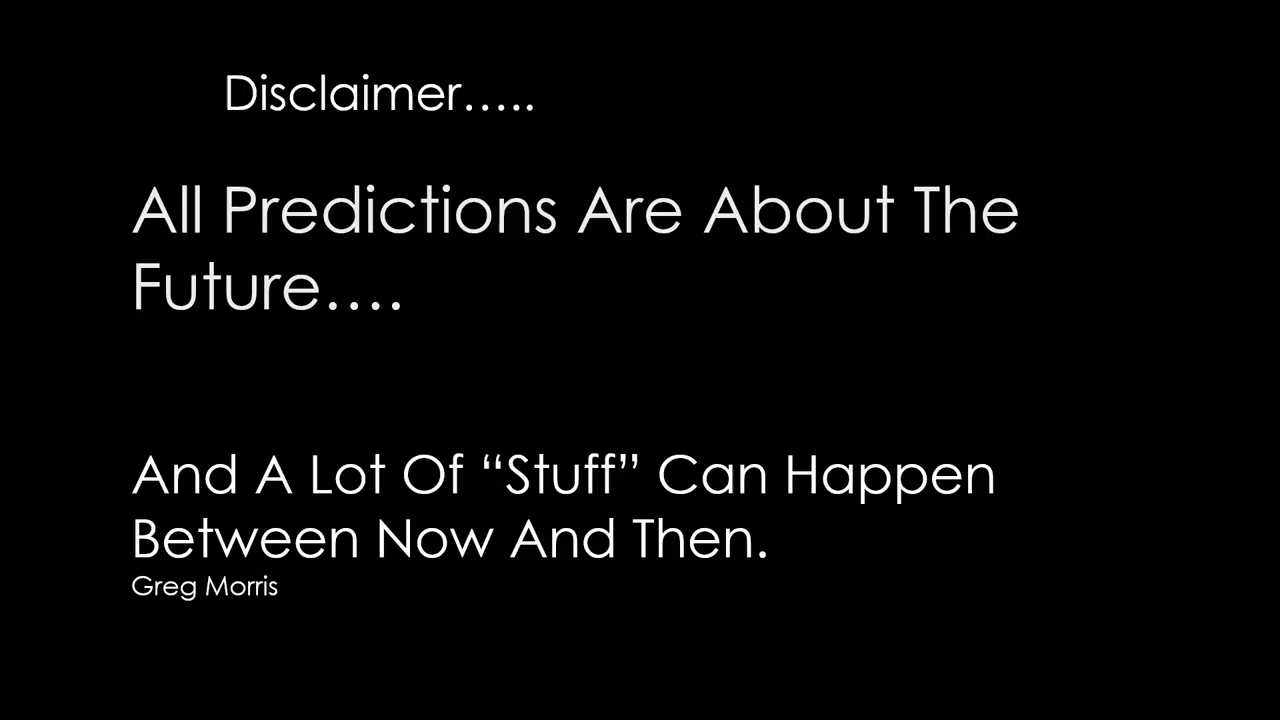 Disclaimer…..
All Predictions Are About The
Future….
And A Lot Of “Stuff” Can Happen
Between Now And Then.
Greg Morris